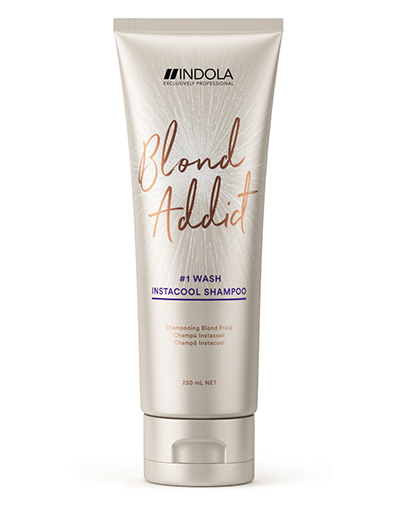 INDOLA
EXCLUSIVELY PROFESSIONAL
Blond
Addict
#1 WASH
INSTACOOL SHAMPOO
Shampooing Blond Froid
Champú Instacool
Champô Instacool
250 mL NET